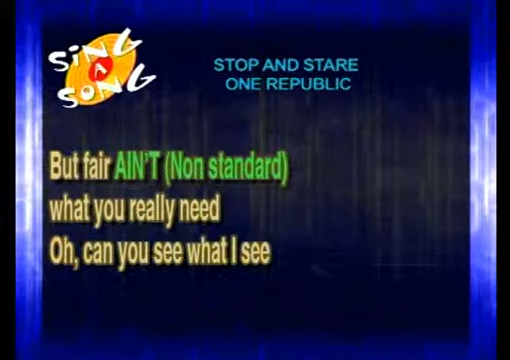 SiNG
A
SONG
STOP AND STARE
ONE REPUBLIC
But fair AIN'T (Non standard)
what you really need
Oh, can you see what I see